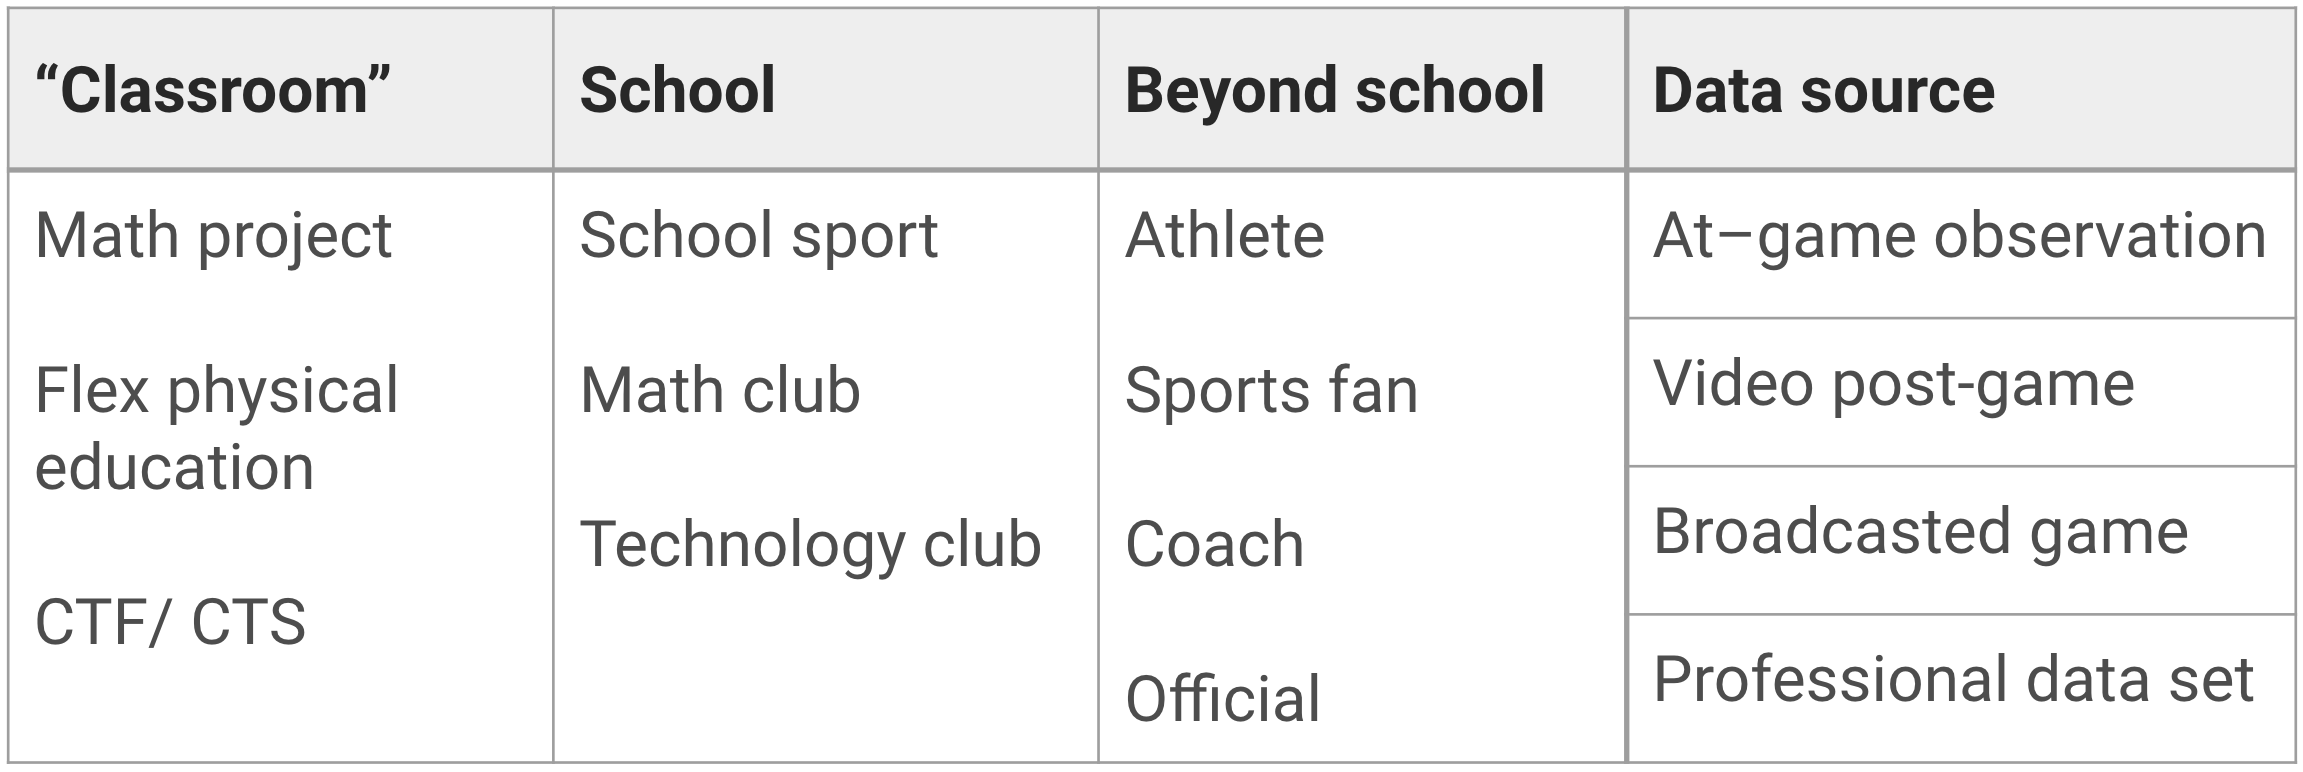 “Classroom”
School
Beyond school
Data source
Math project
Flex physical
education
CTF/ CTS
School sport
Math club
Technology club
Athlete
Sports fan
Coach
Official
At–game observation
Video post-game
Broadcasted game
Professional data set